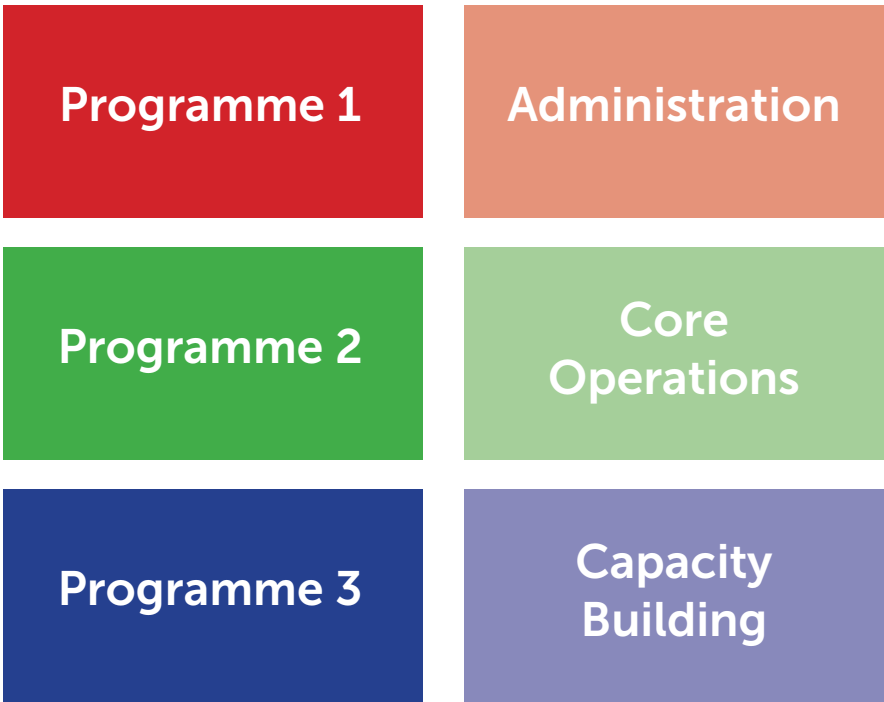 Programme 1
Administration
Programme 2
Core
Operations
Programme 3
Capacity
Building